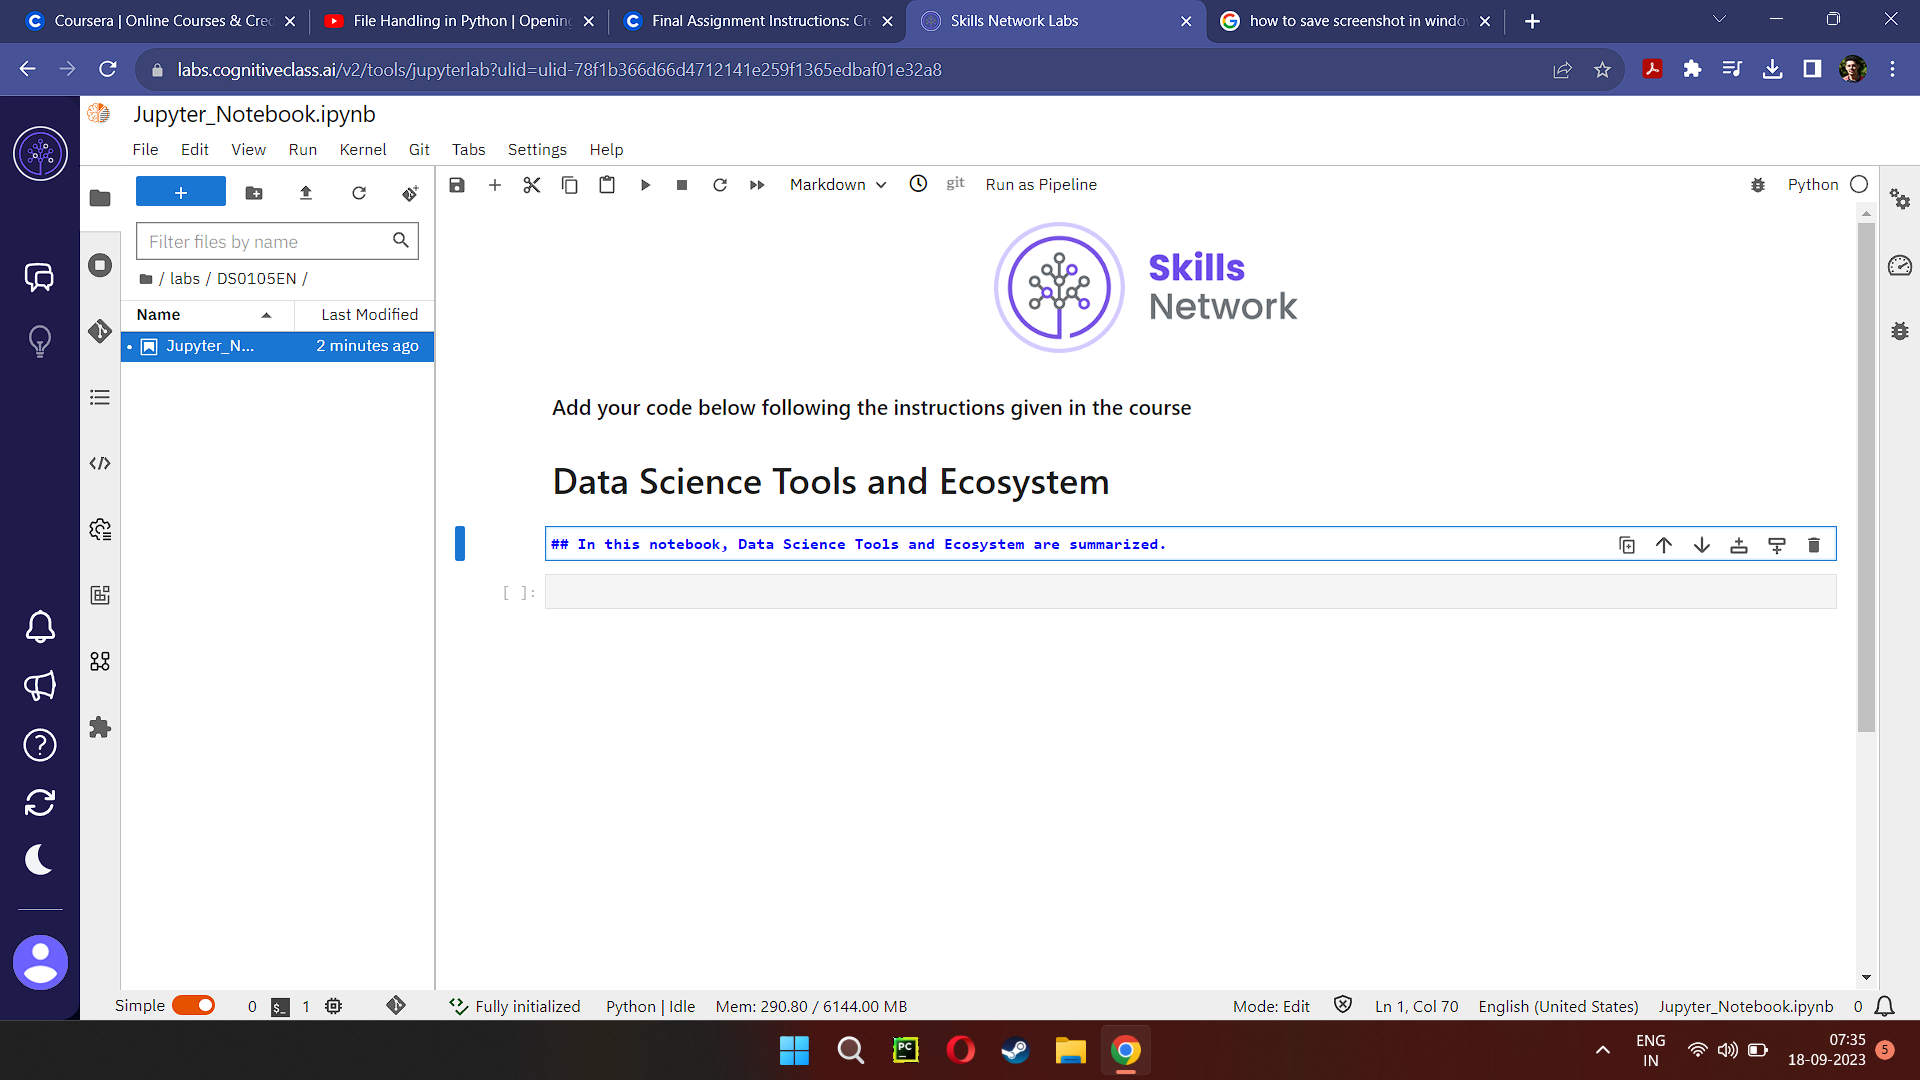 Coursera | Online Courses & Cred
File Handling in Python | Opening
Final Assignment Instructions: Cre
Skills Network Labs
how to save screenshot in windo
labs.cognitiveclass.ai/v2/tools/jupyterlab?ulid=ulid-78f1b366d66d4712141e259f1365edbaf01e32a8
Jupyter_Notebook.ipynb
File Edit View Run Kernel Git Tabs Settings Help
Markdown git Run as Pipeline Python
Filter files by name
/ labs / DS0105EN /
Name Last Modified
Jupyter_N... 2 minutes ago
Skills
Network
Add your code below following the instructions given in the course
Data Science Tools and Ecosystem
## In this notebook, Data Science Tools and Ecosystem are summarized.
[ ]:
Simple 0 $_ 1 Fully initialized Python | Idle Mem: 290.80 / 6144.00 MB Mode: Edit Ln 1, Col 70 English (United States) Jupyter_Notebook.ipynb 0
PC
ENG
IN
07:35
18-09-2023
5